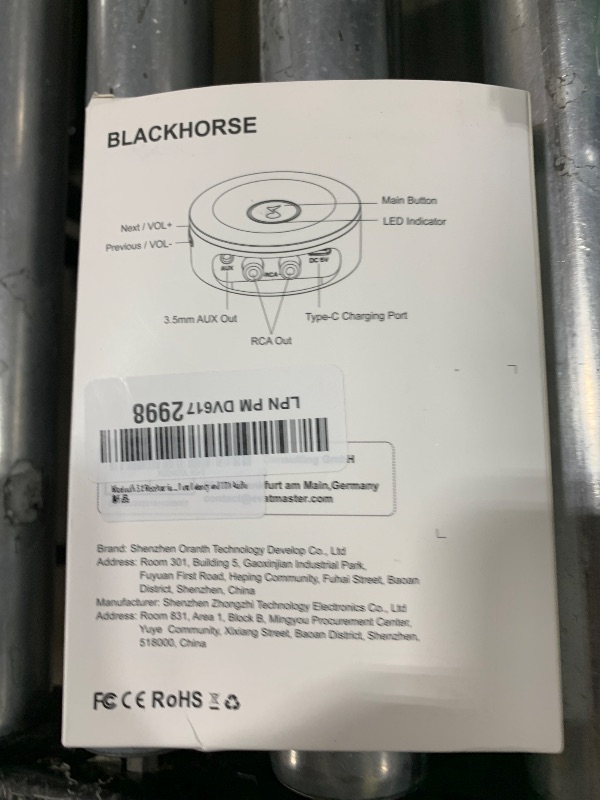 BLACKHORSE
Main Button
LED Indicator
Next / VOL+
Previous / VOL-
AUX
RCA
DC 5V
3.5mm AUX Out
Type-C Charging Port
RCA Out
LPN PM DV6172998
H
furt am Main,Germany
atmaster.com
Brand: Shenzhen Oranth Technology Develop Co., Ltd
Address: Room 301, Building 5, Gaoxinjian Industrial Park,
Fuyuan First Road, Heping Community, Fuhai Street, Baoan
District, Shenzhen, China
Manufacturer: Shenzhen Zhongzhi Technology Electronics Co., Ltd
Address: Room 831, Area 1, Block B, Mingyou Procurement Center,
Yuye Community, Xixiang Street, Baoan District, Shenzhen,
518000, China
FC CE RoHS